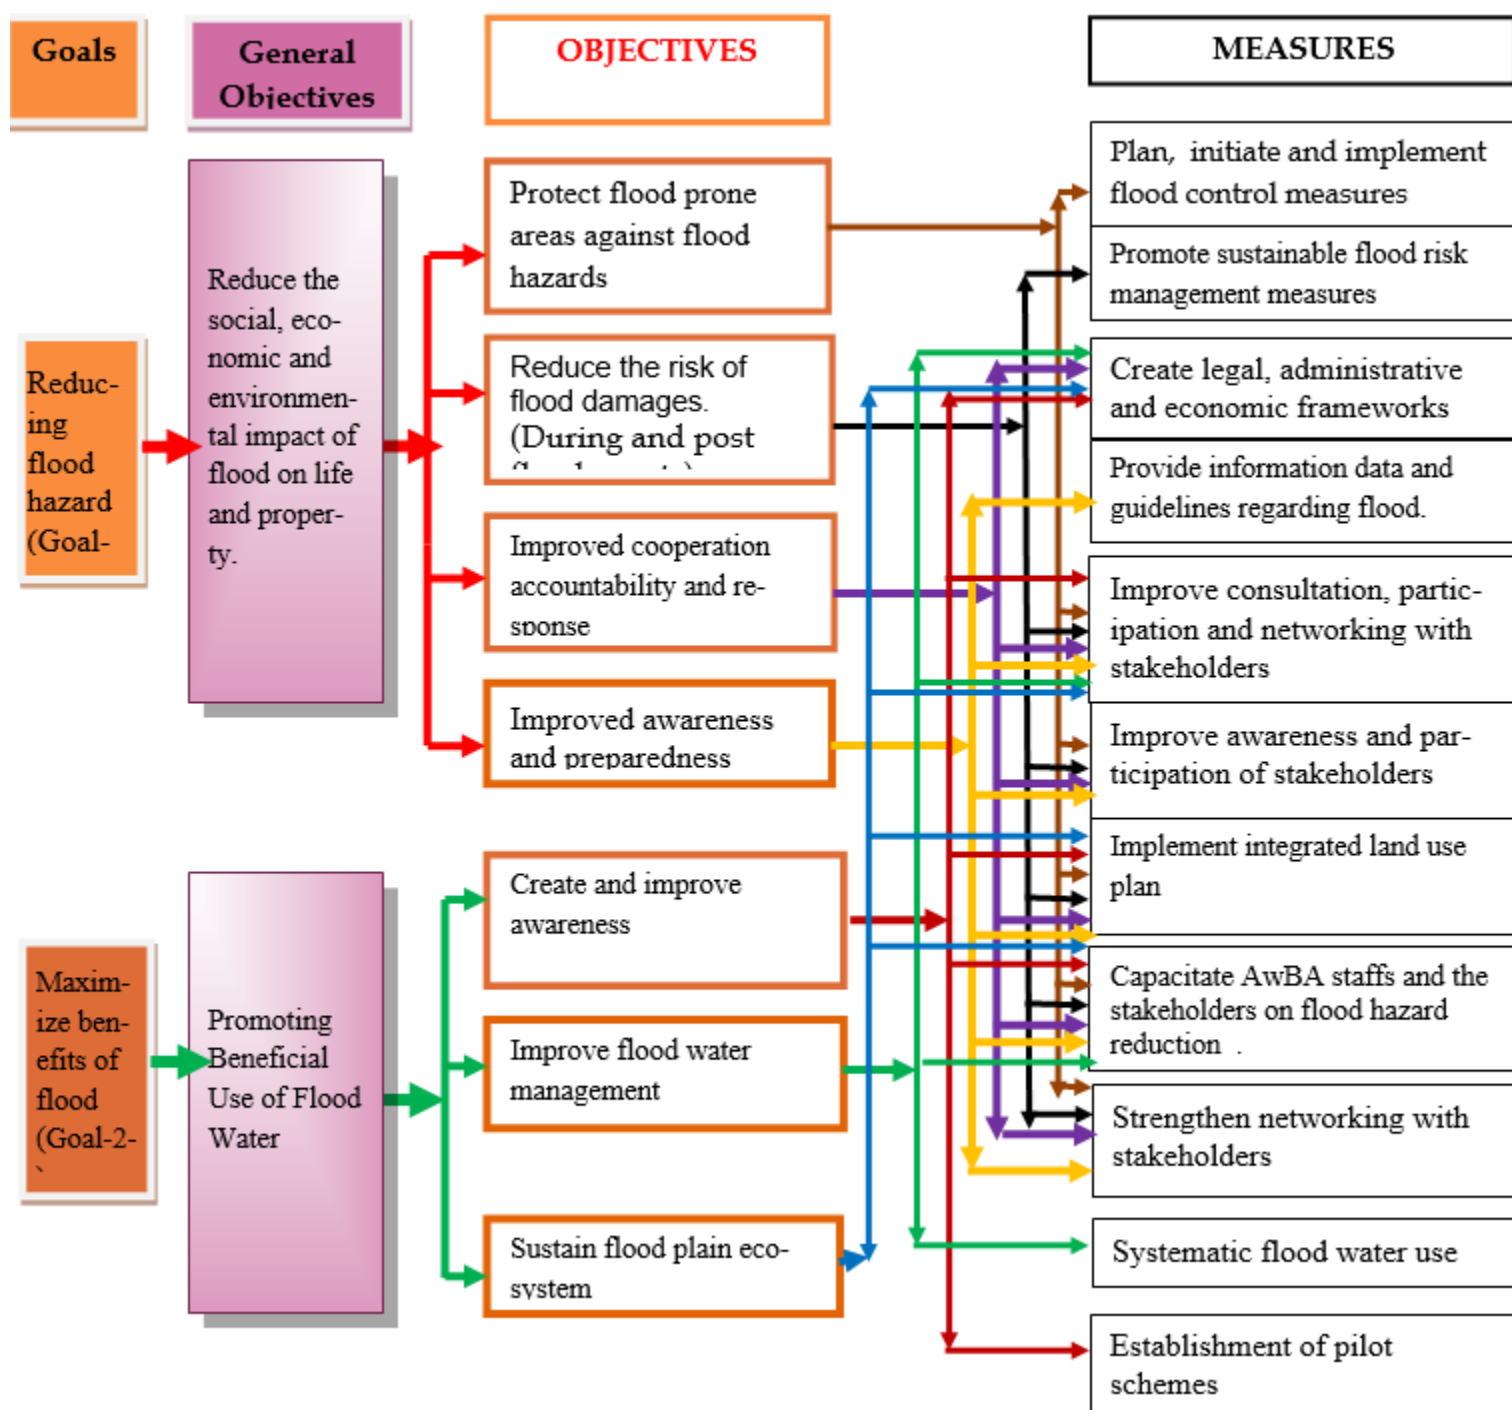 Goals
General
Objectives
OBJECTIVES
MEASURES
Reduc-
ing
flood
hazard
(Goal-
Reduce the
social, eco-
nomic and
environmen-
tal impact of
flood on life
and proper-
ty.
Protect flood prone
areas against flood
hazards
Reduce the risk of
flood damages.
(During and post
Improved cooperation
accountability and re-
sponse
Improved awareness
and preparedness
Maxim-
ize ben-
efits of
flood
(Goal-2-
Promoting
Beneficial
Use of Flood
Water
Create and improve
awareness
Improve flood water
management
Sustain flood plain eco-
system
Plan, initiate and implement
flood control measures
Promote sustainable flood risk
management measures
Create legal, administrative
and economic frameworks
Provide information data and
guidelines regarding flood.
Improve consultation, partic-
ipation and networking with
stakeholders
Improve awareness and par-
ticipation of stakeholders
Implement integrated land use
plan
Capacitate AwBA staffs and the
stakeholders on flood hazard
reduction .
Strengthen networking with
stakeholders
Systematic flood water use
Establishment of pilot
schemes